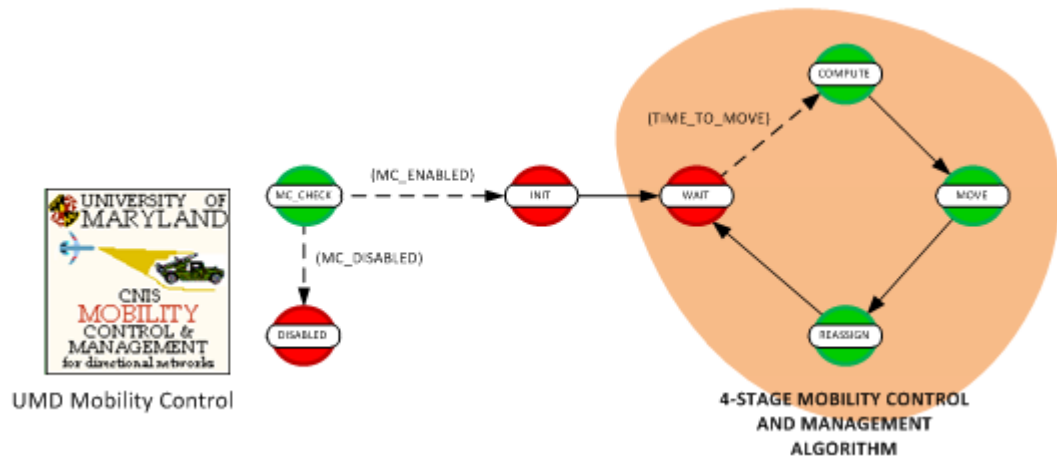 UNIVERSITY OF
MARYLAND
CNIS
MOBILITY
CONTROL &
MANAGEMENT
for directional networks
UMD Mobility Control
MC_CHECK
(MC_ENABLED)
(MC_DISABLED)
DISABLED
INIT
WAIT
(TIME_TO_MOVE)
COMPUTE
MOVE
REASSIGN
4-STAGE MOBILITY CONTROL
AND MANAGEMENT
ALGORITHM